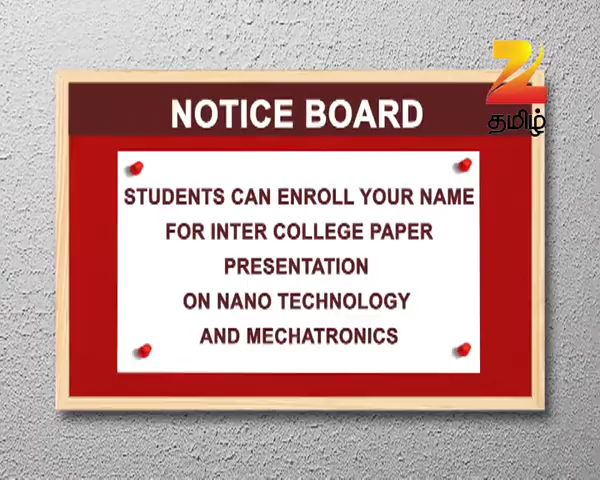 தமிழ்
NOTICE BOARD
STUDENTS CAN ENROLL YOUR NAME
FOR INTER COLLEGE PAPER
PRESENTATION
ON NANO TECHNOLOGY
AND MECHATRONICS